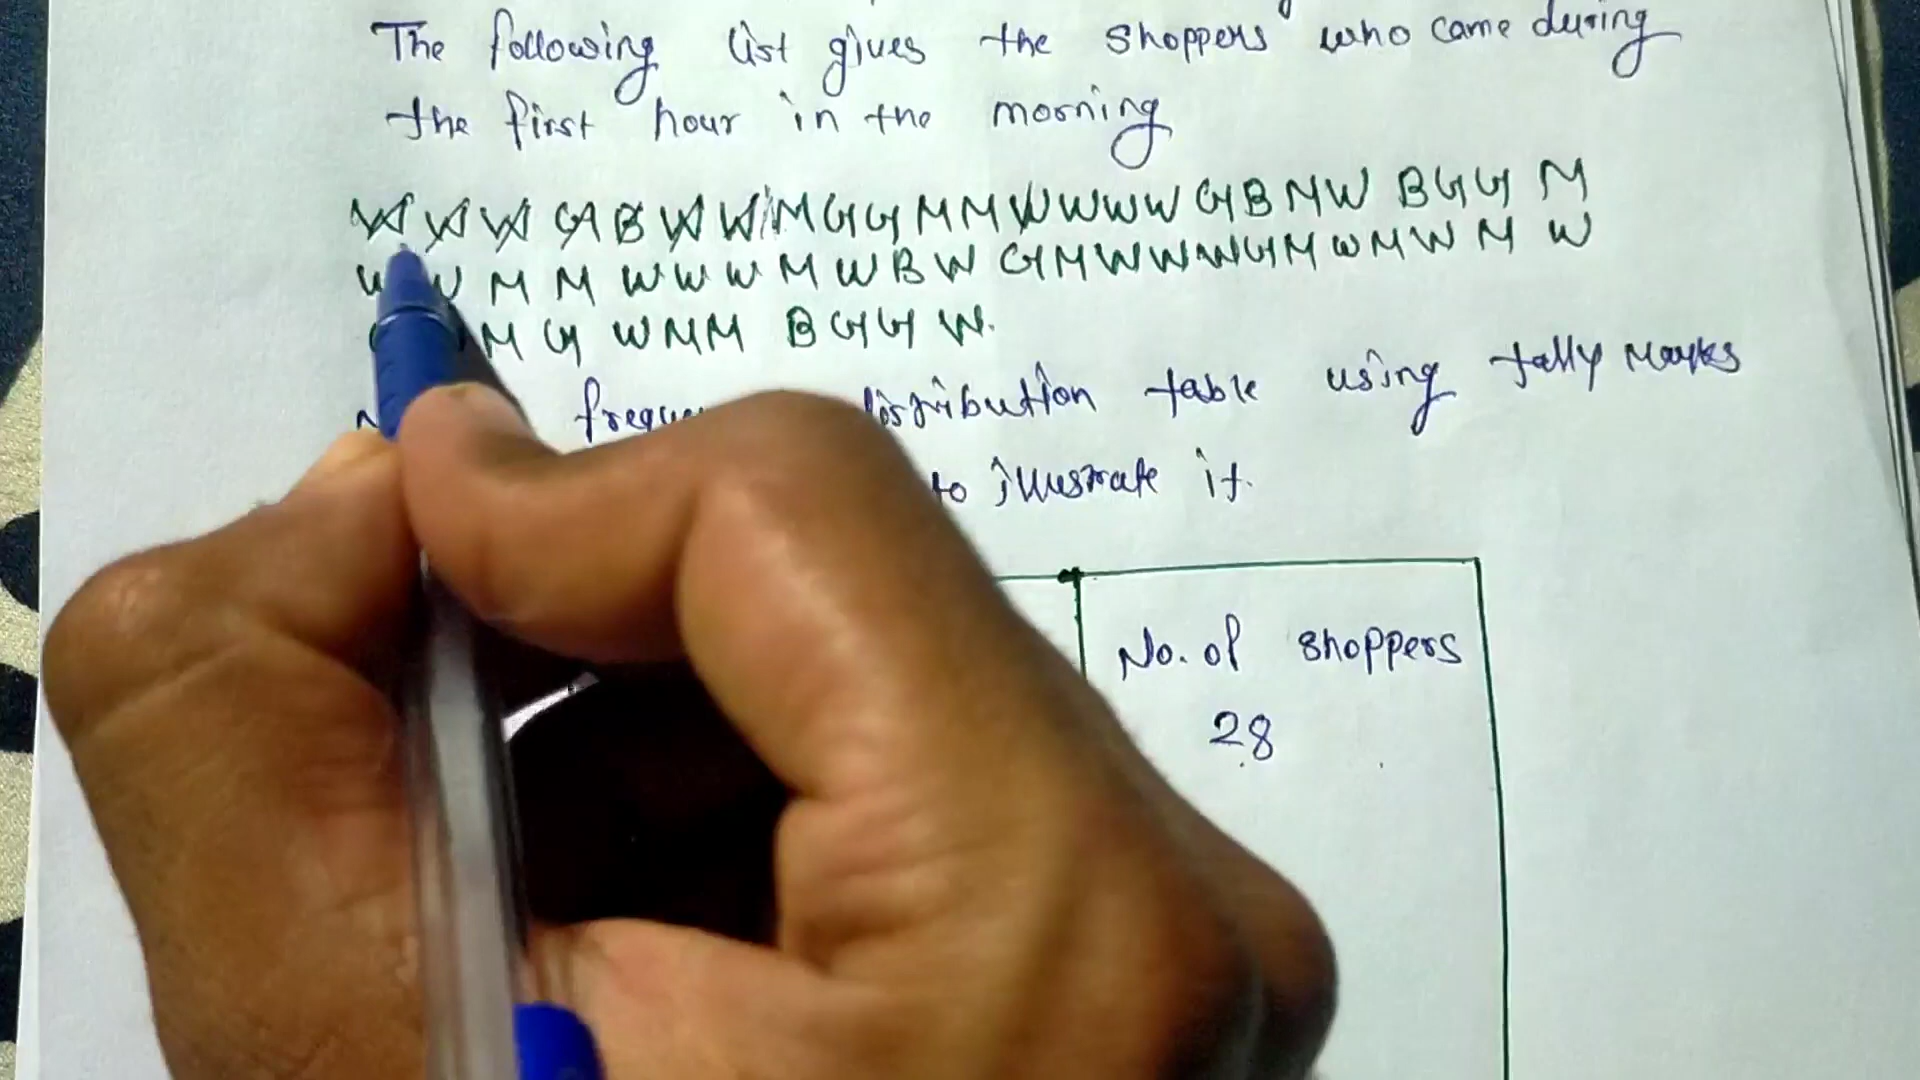 The following list gives the shoppers who came during
the first hour in the morning
W W W G B W W M G G M M W W W W G B M W B G G M
W W M M W W W M W B W G M W W W W G M W M W M W
M G W M M B G G W.
distribution table using tally marks
to illustrate it.
No. of shoppers
28